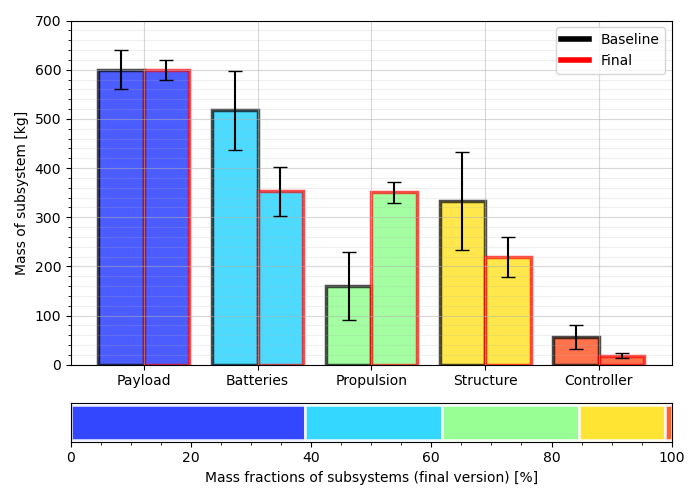 700
600
500
400
300
200
100
0
Mass of subsystem [kg]
Baseline
Final
Payload Batteries Propulsion Structure Controller
0 20 40 60 80 100
Mass fractions of subsystems (final version) [%]